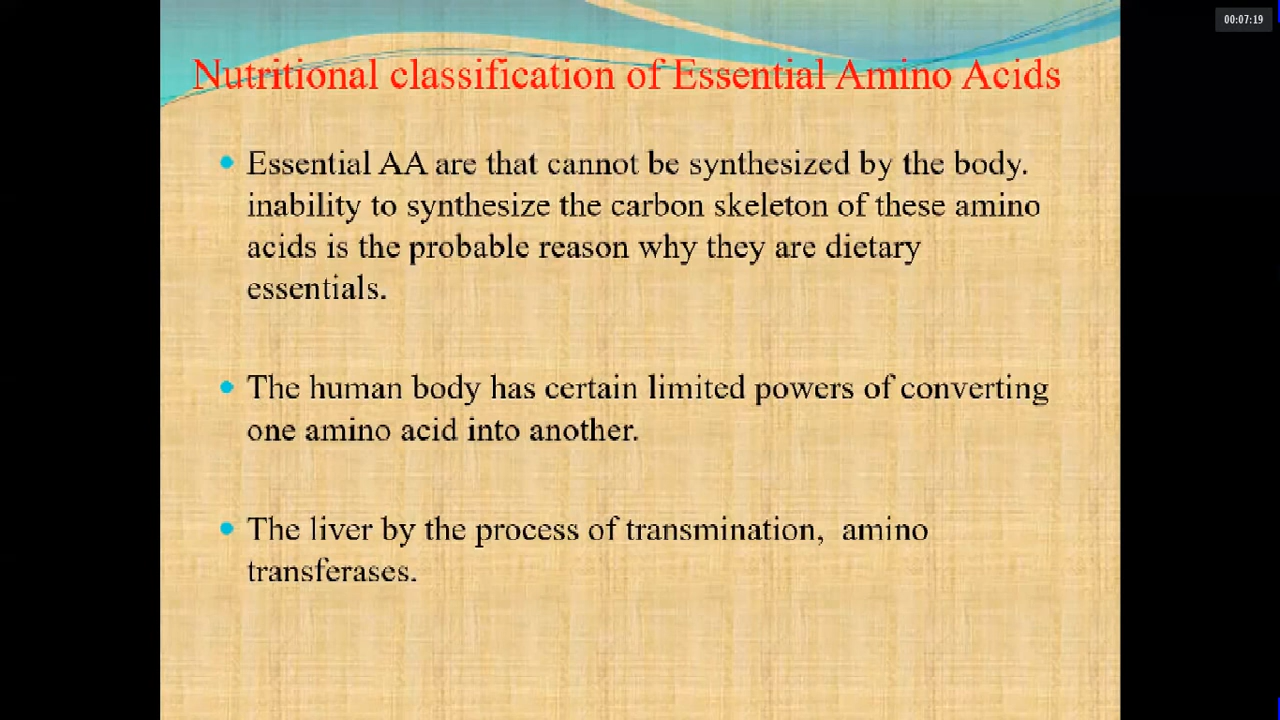 00:07:19
Nutritional classification of Essential Amino Acids
Essential AA are that cannot be synthesized by the body.
inability to synthesize the carbon skeleton of these amino
acids is the probable reason why they are dietary
essentials.
The human body has certain limited powers of converting
one amino acid into another.
The liver by the process of transmination, amino
transferases.